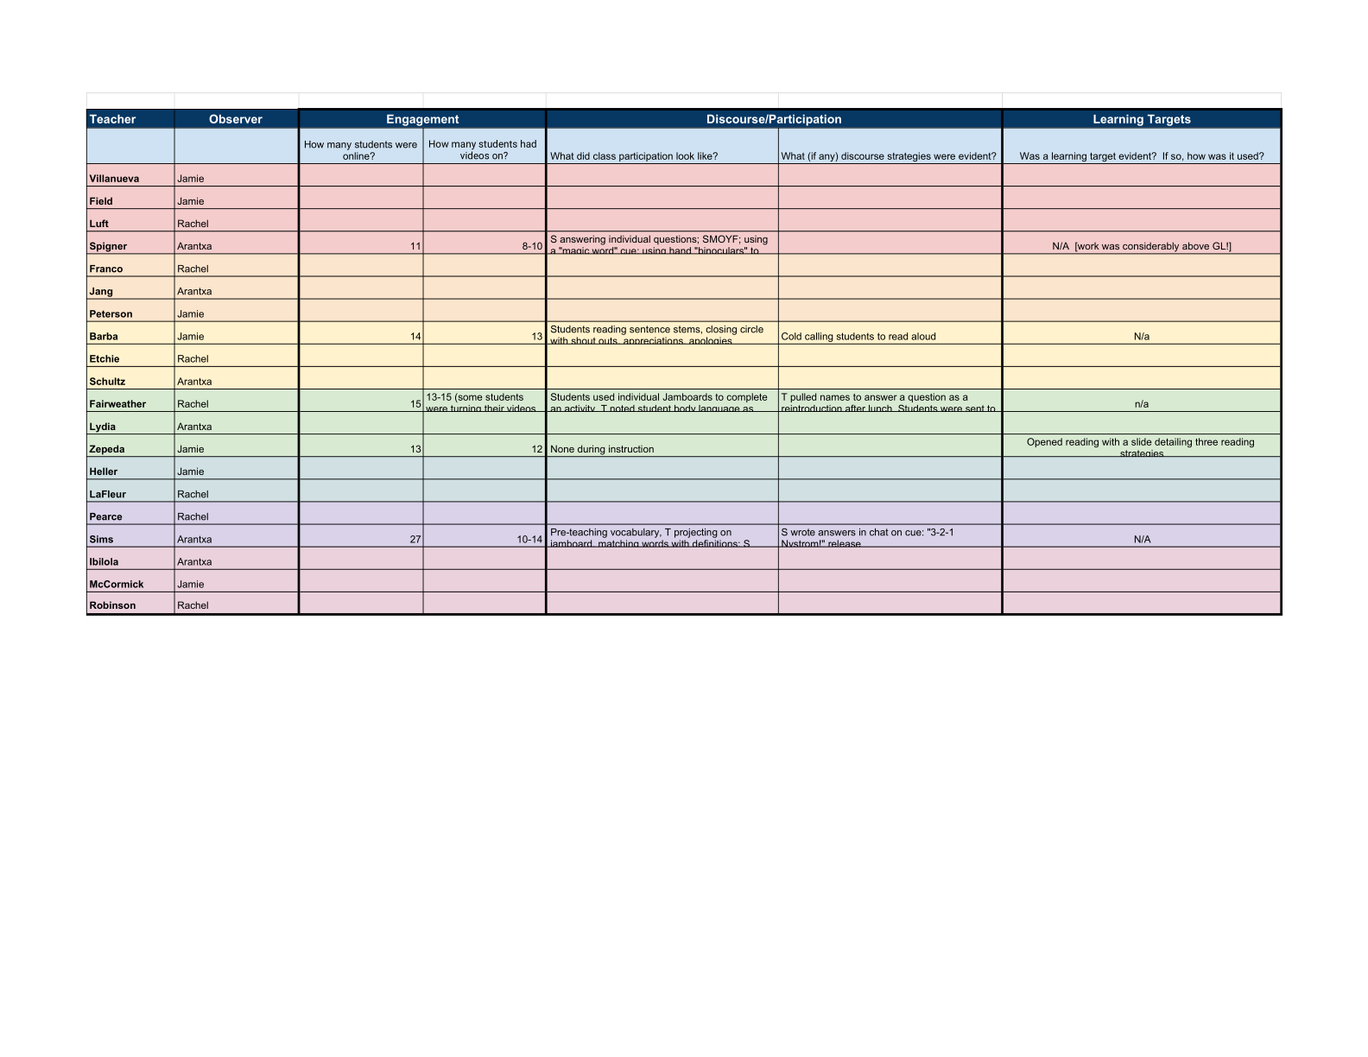 Teacher Observer Engagement Discourse/Participation Learning Targets
How many students were online? How many students had videos on? What did class participation look like? What (if any) discourse strategies were evident? Was a learning target evident? If so, how was it used?
Villanueva Jamie
Field Jamie
Luft Rachel
Spigner Arantxa 11 8-10 S answering individual questions; SMOYF; using a "magic word" cue; using hand "binoculars" to N/A [work was considerably above GL!]
Franco Rachel
Jang Arantxa
Peterson Jamie
Barba Jamie 14 13 Students reading sentence stems, closing circle with shout outs, appreciations, apologies Cold calling students to read aloud N/a
Etchie Rachel
Schultz Arantxa
Fairweather Rachel 15 13-15 (some students were turning their videos Students used individual Jamboards to complete an activity. T noted student body language as T pulled names to answer a question as a reintroduction after lunch. Students were sent to n/a
Lydia Arantxa
Zepeda Jamie 13 12 None during instruction Opened reading with a slide detailing three reading strategies
Heller Jamie
LaFleur Rachel
Pearce Rachel
Sims Arantxa 27 10-14 Pre-teaching vocabulary, T projecting on jamboard, matching words with definitions; S S wrote answers in chat on cue: "3-2-1 Nystrom!" release N/A
Ibilola Arantxa
McCormick Jamie
Robinson Rachel